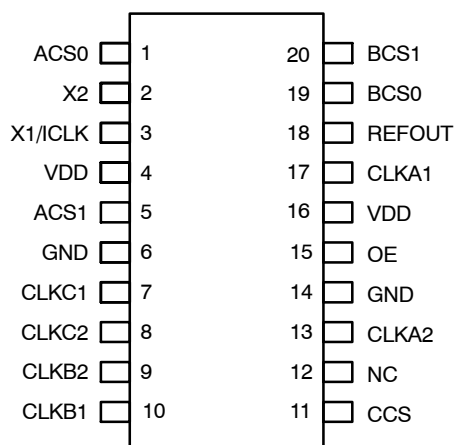 ACS0 1 20 BCS1
X2 2 19 BCS0
X1/ICLK 3 18 REFOUT
VDD 4 17 CLKA1
ACS1 5 16 VDD
GND 6 15 OE
CLKC1 7 14 GND
CLKC2 8 13 CLKA2
CLKB2 9 12 NC
CLKB1 10 11 CCS